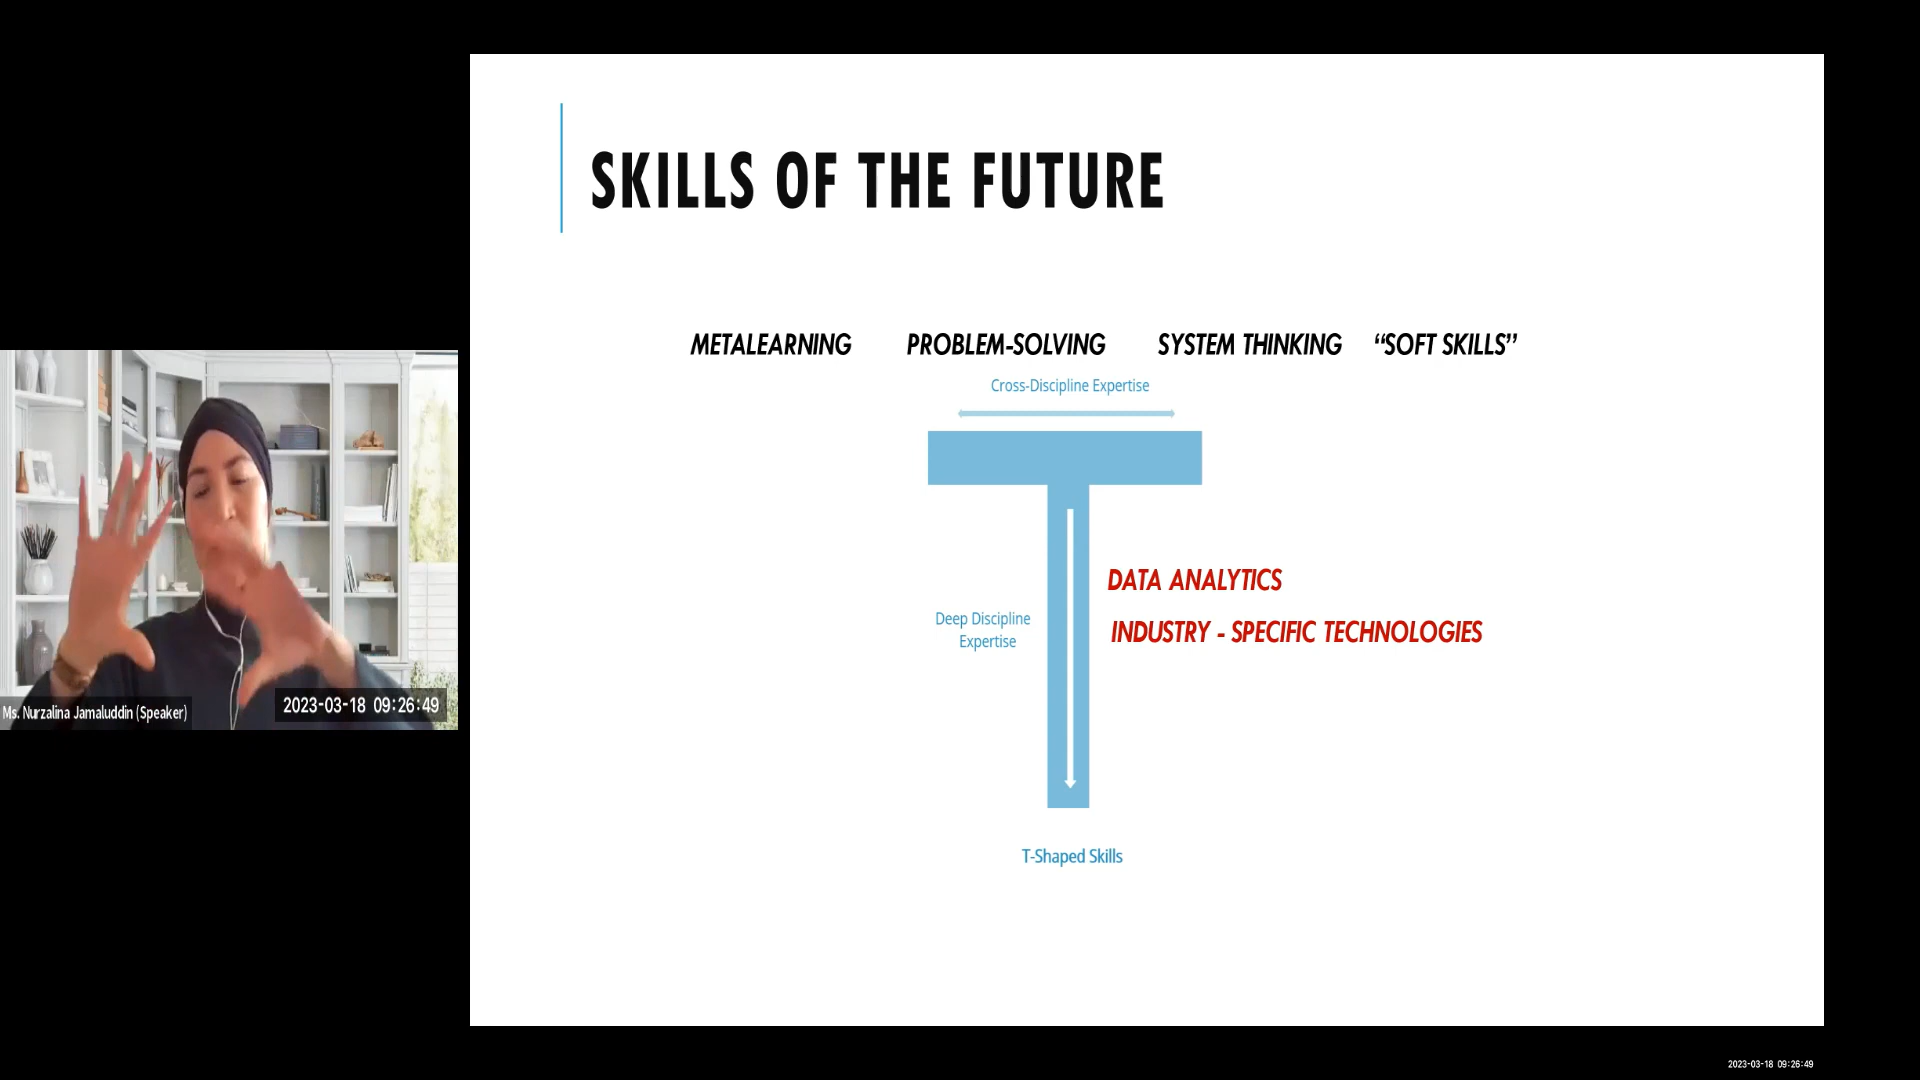 SKILLS OF THE FUTURE
METALEARNING PROBLEM-SOLVING SYSTEM THINKING “SOFT SKILLS”
Cross-Discipline Expertise
DATA ANALYTICS
INDUSTRY - SPECIFIC TECHNOLOGIES
Deep Discipline
Expertise
T-Shaped Skills
Ms. Nurzalina Jamaluddin (Speaker)
2023-03-18 09:26:49
2023-03-18 09:26:49